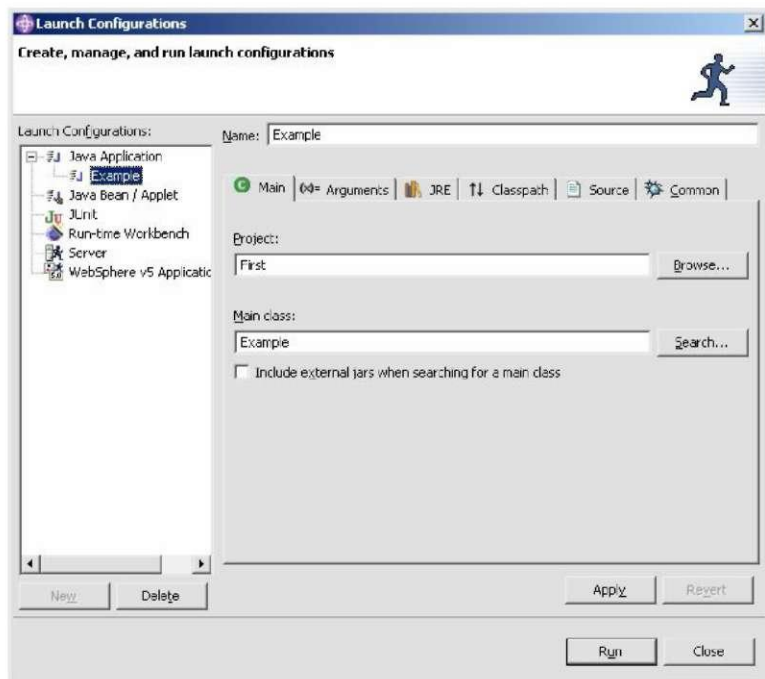 Launch Configurations
Create, manage, and run launch configurations
Launch Configurations:
Java Application
Example
Java Bean / Applet
JUnit
Run-time Workbench
Server
WebSphere v5 Applicatic
New
Delete
Name: Example
Main (x)= Arguments JRE Classpath Source Common
Project:
First
Browse...
Main class:
Example
Search...
Include external jars when searching for a main class
Apply
Revert
Run
Close